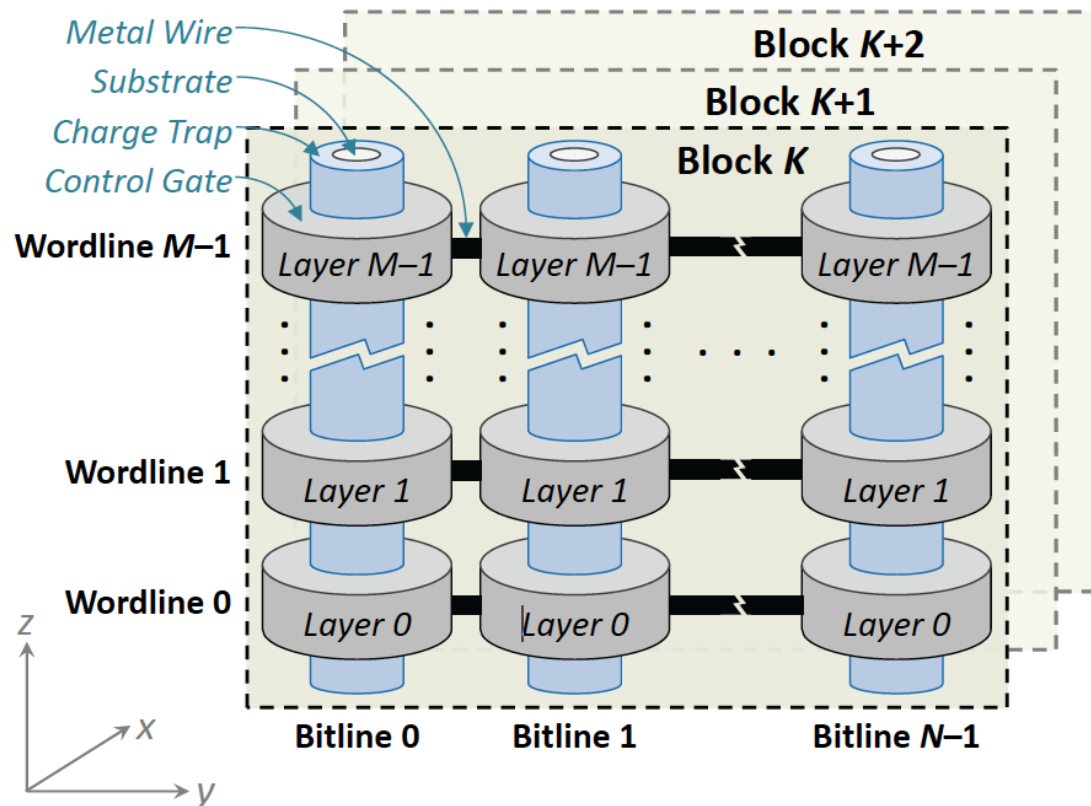 Metal Wire
Substrate
Charge Trap
Control Gate
Block K+2
Block K+1
Block K
Wordline M–1
Layer M–1
Layer M–1
Layer M–1
Wordline 1
Layer 1
Layer 1
Layer 1
Wordline 0
Layer 0
Layer 0
Layer 0
z
x
y
Bitline 0
Bitline 1
Bitline N–1